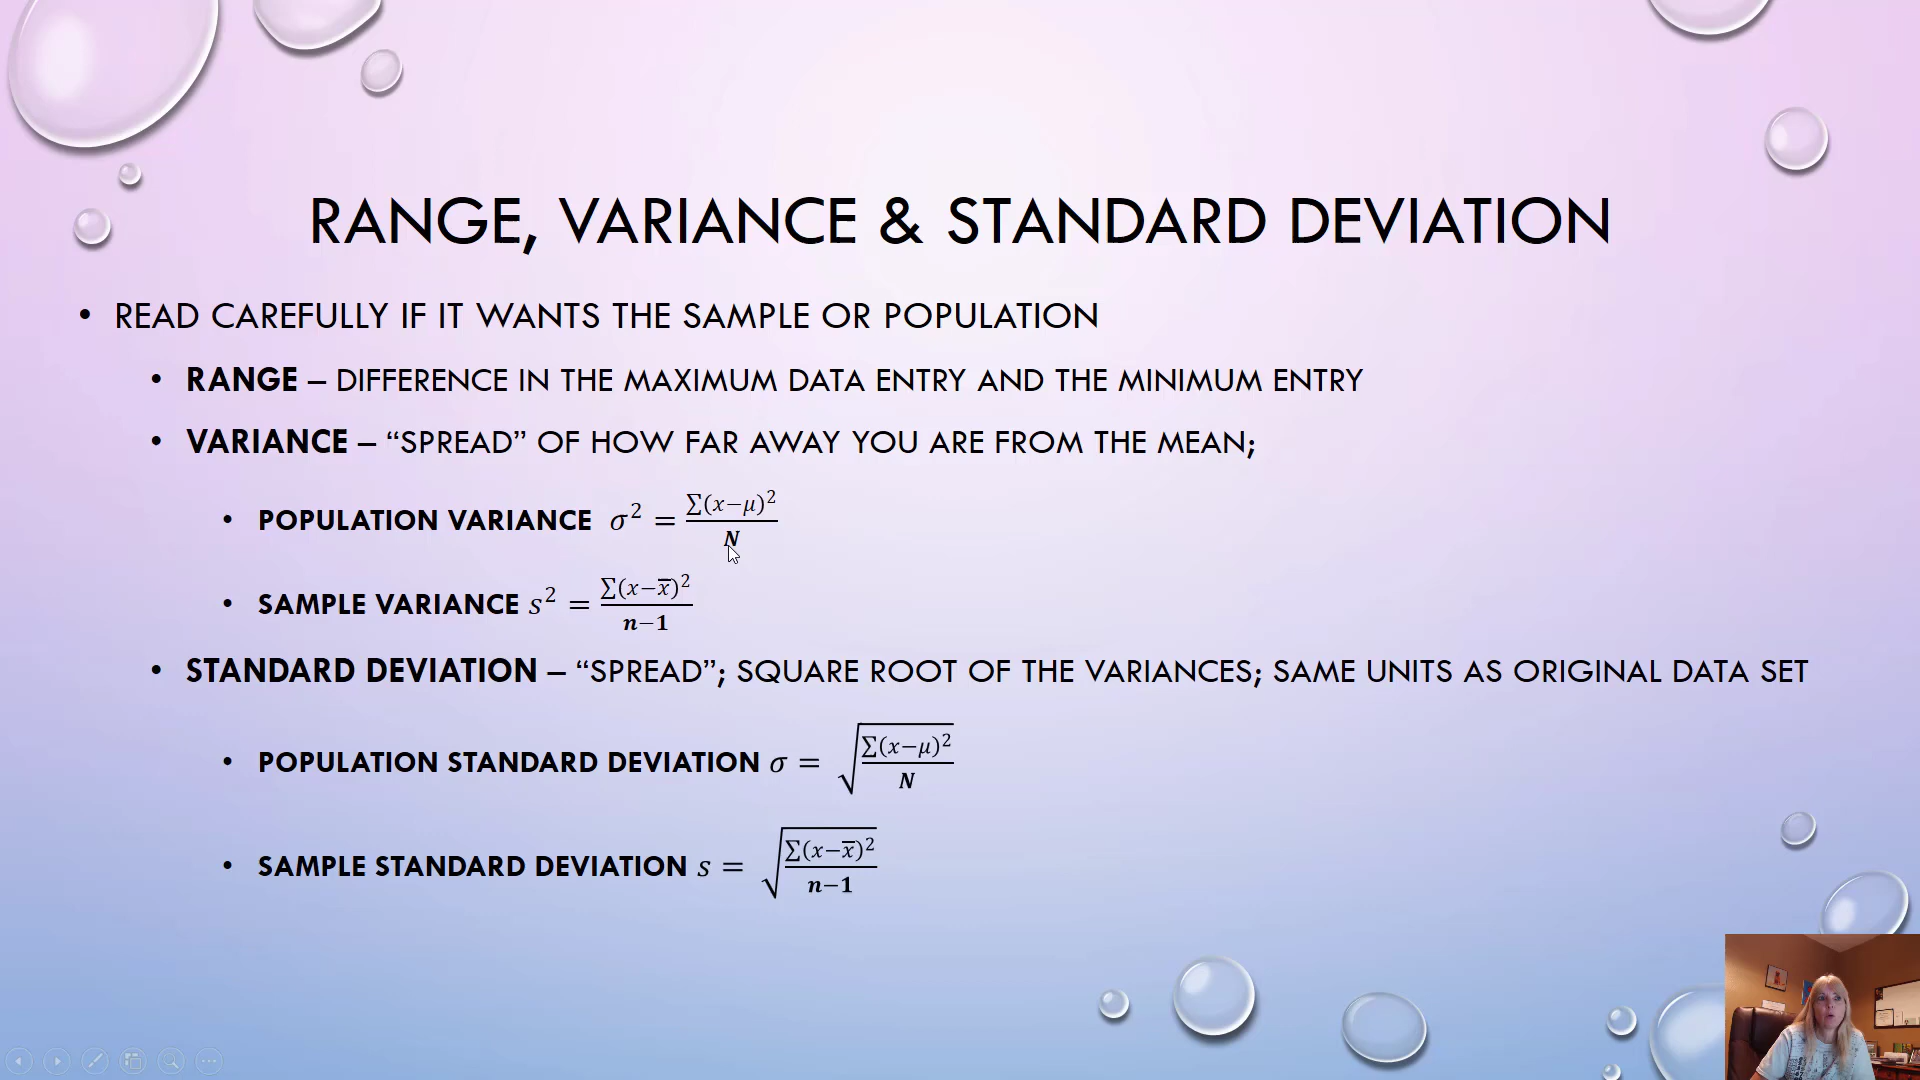 RANGE, VARIANCE & STANDARD DEVIATION
• READ CAREFULLY IF IT WANTS THE SAMPLE OR POPULATION
• RANGE – DIFFERENCE IN THE MAXIMUM DATA ENTRY AND THE MINIMUM ENTRY
• VARIANCE – “SPREAD” OF HOW FAR AWAY YOU ARE FROM THE MEAN;
• POPULATION VARIANCE σ² = ∑(x−μ)² / N
• SAMPLE VARIANCE s² = ∑(x−x̅)² / n−1
• STANDARD DEVIATION – “SPREAD”; SQUARE ROOT OF THE VARIANCES; SAME UNITS AS ORIGINAL DATA SET
• POPULATION STANDARD DEVIATION σ = √(∑(x−μ)² / N)
• SAMPLE STANDARD DEVIATION s = √(∑(x−x̅)² / n−1)